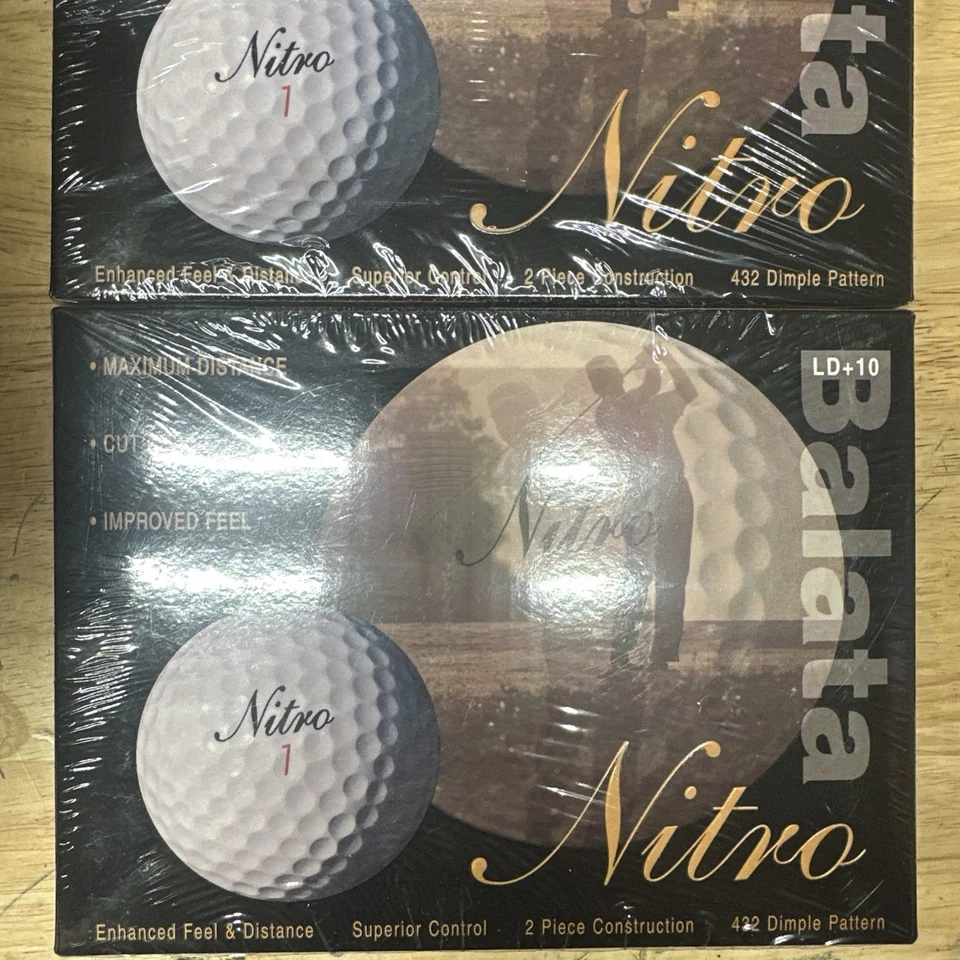 Nitro
1
ta
Nitro
Enhanced Feel & Distance Superior Control 2 Piece Construction 432 Dimple Pattern
• MAXIMUM DISTANCE
LD+10
Balata
• CUT
• IMPROVED FEEL
Nitro
Nitro
1
Nitro
Enhanced Feel & Distance Superior Control 2 Piece Construction 432 Dimple Pattern